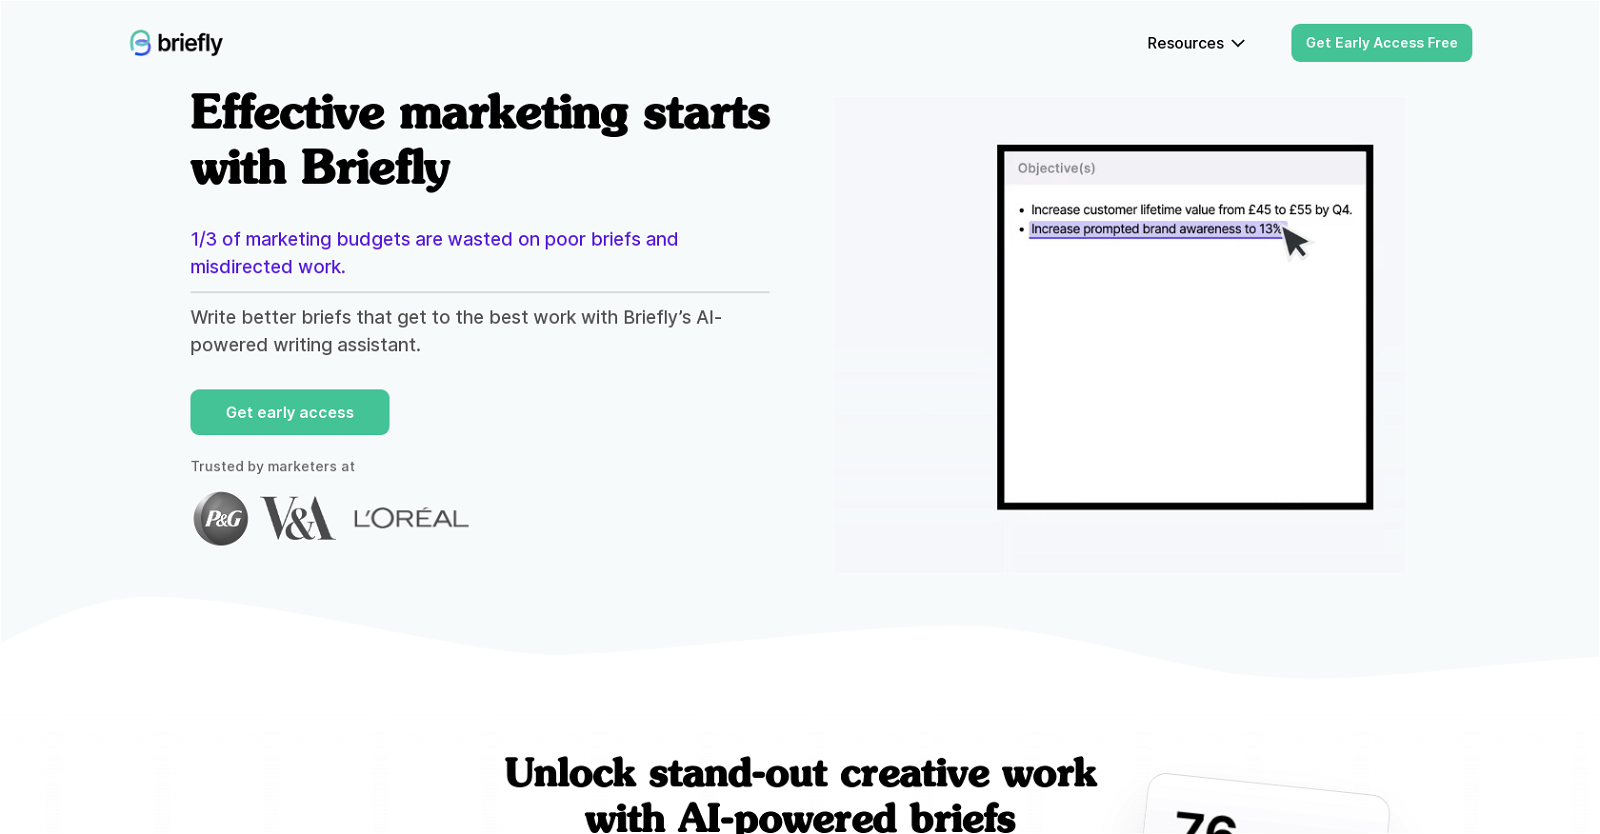 briefly
Resources
Get Early Access Free
Effective marketing starts
with Briefly
1/3 of marketing budgets are wasted on poor briefs and
misdirected work.
Write better briefs that get to the best work with Briefly’s AI-
powered writing assistant.
Get early access
Trusted by marketers at
P&G
V&A
L'ORÉAL
Objective(s)
• Increase customer lifetime value from £45 to £55 by Q4.
• Increase prompted brand awareness to 13%
Unlock stand-out creative work
with AI-powered briefs
76